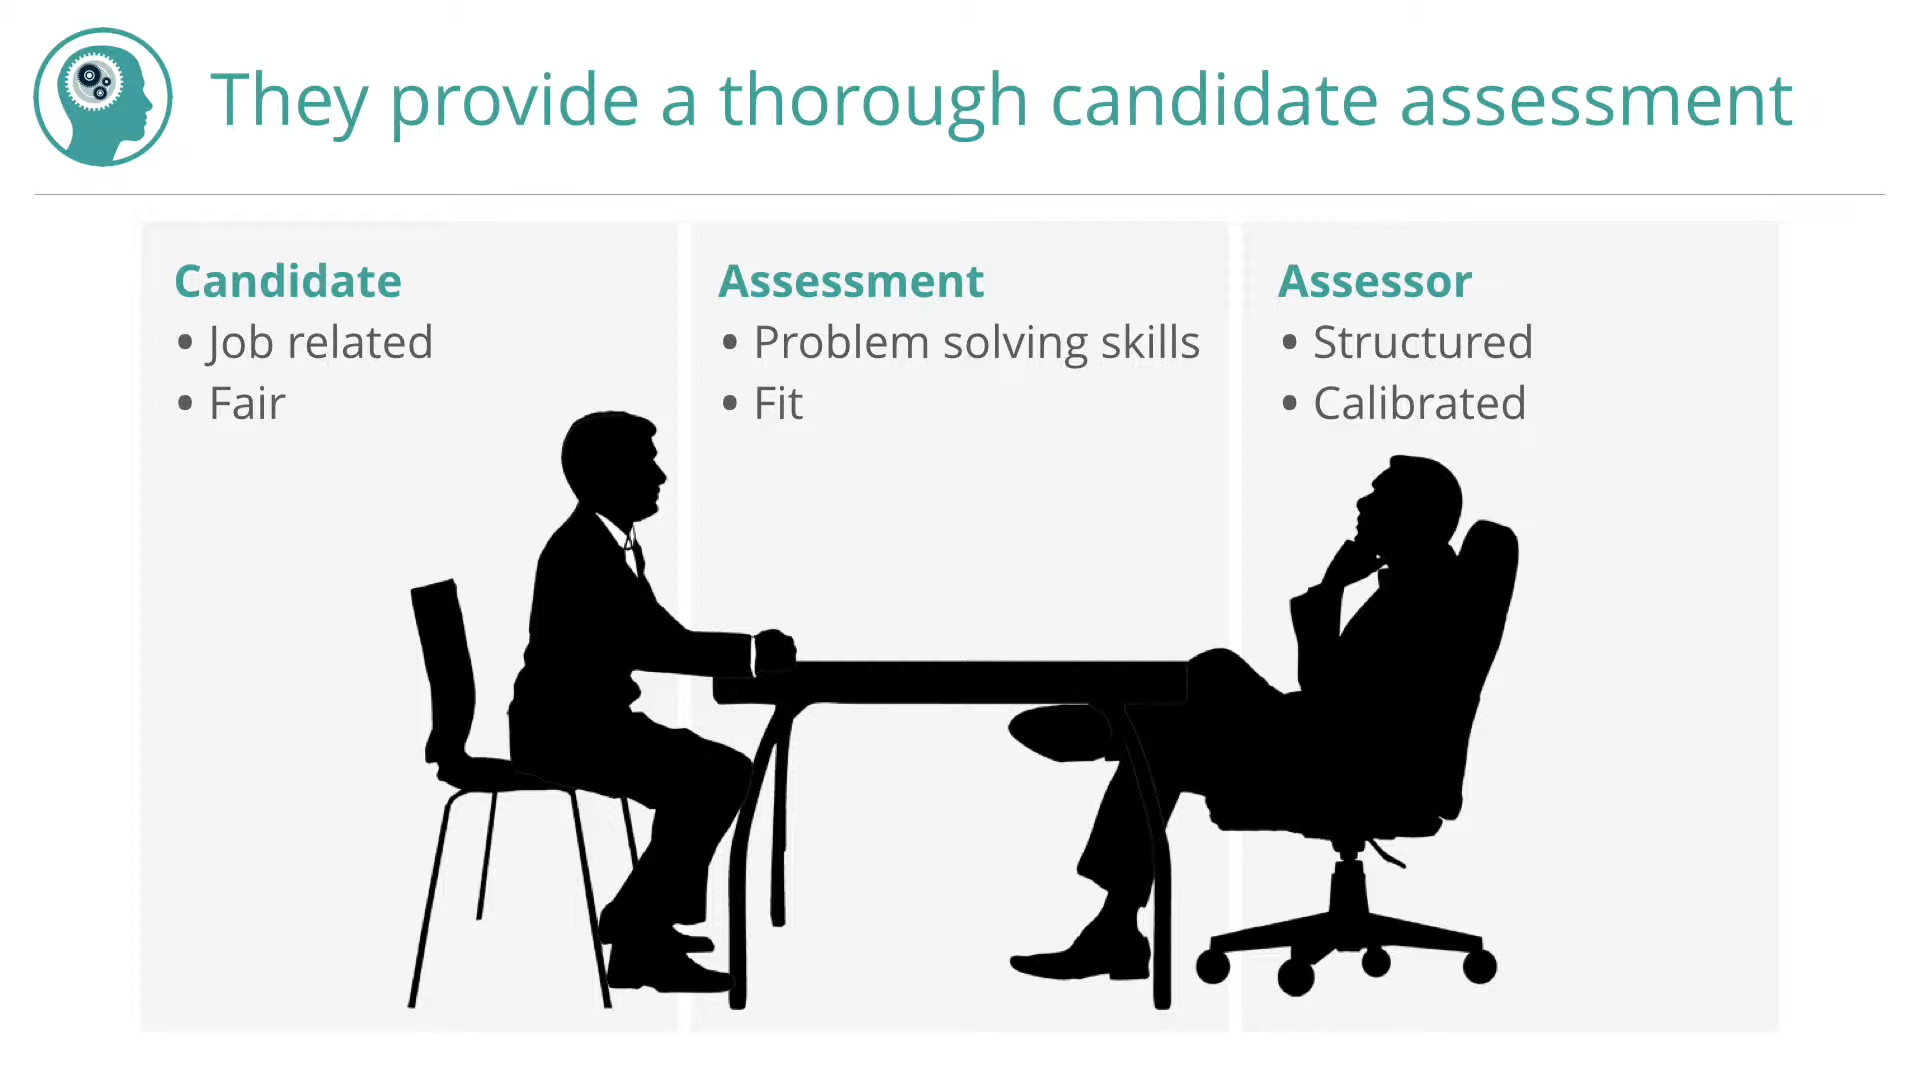 They provide a thorough candidate assessment
Candidate
• Job related
• Fair
Assessment
• Problem solving skills
• Fit
Assessor
• Structured
• Calibrated